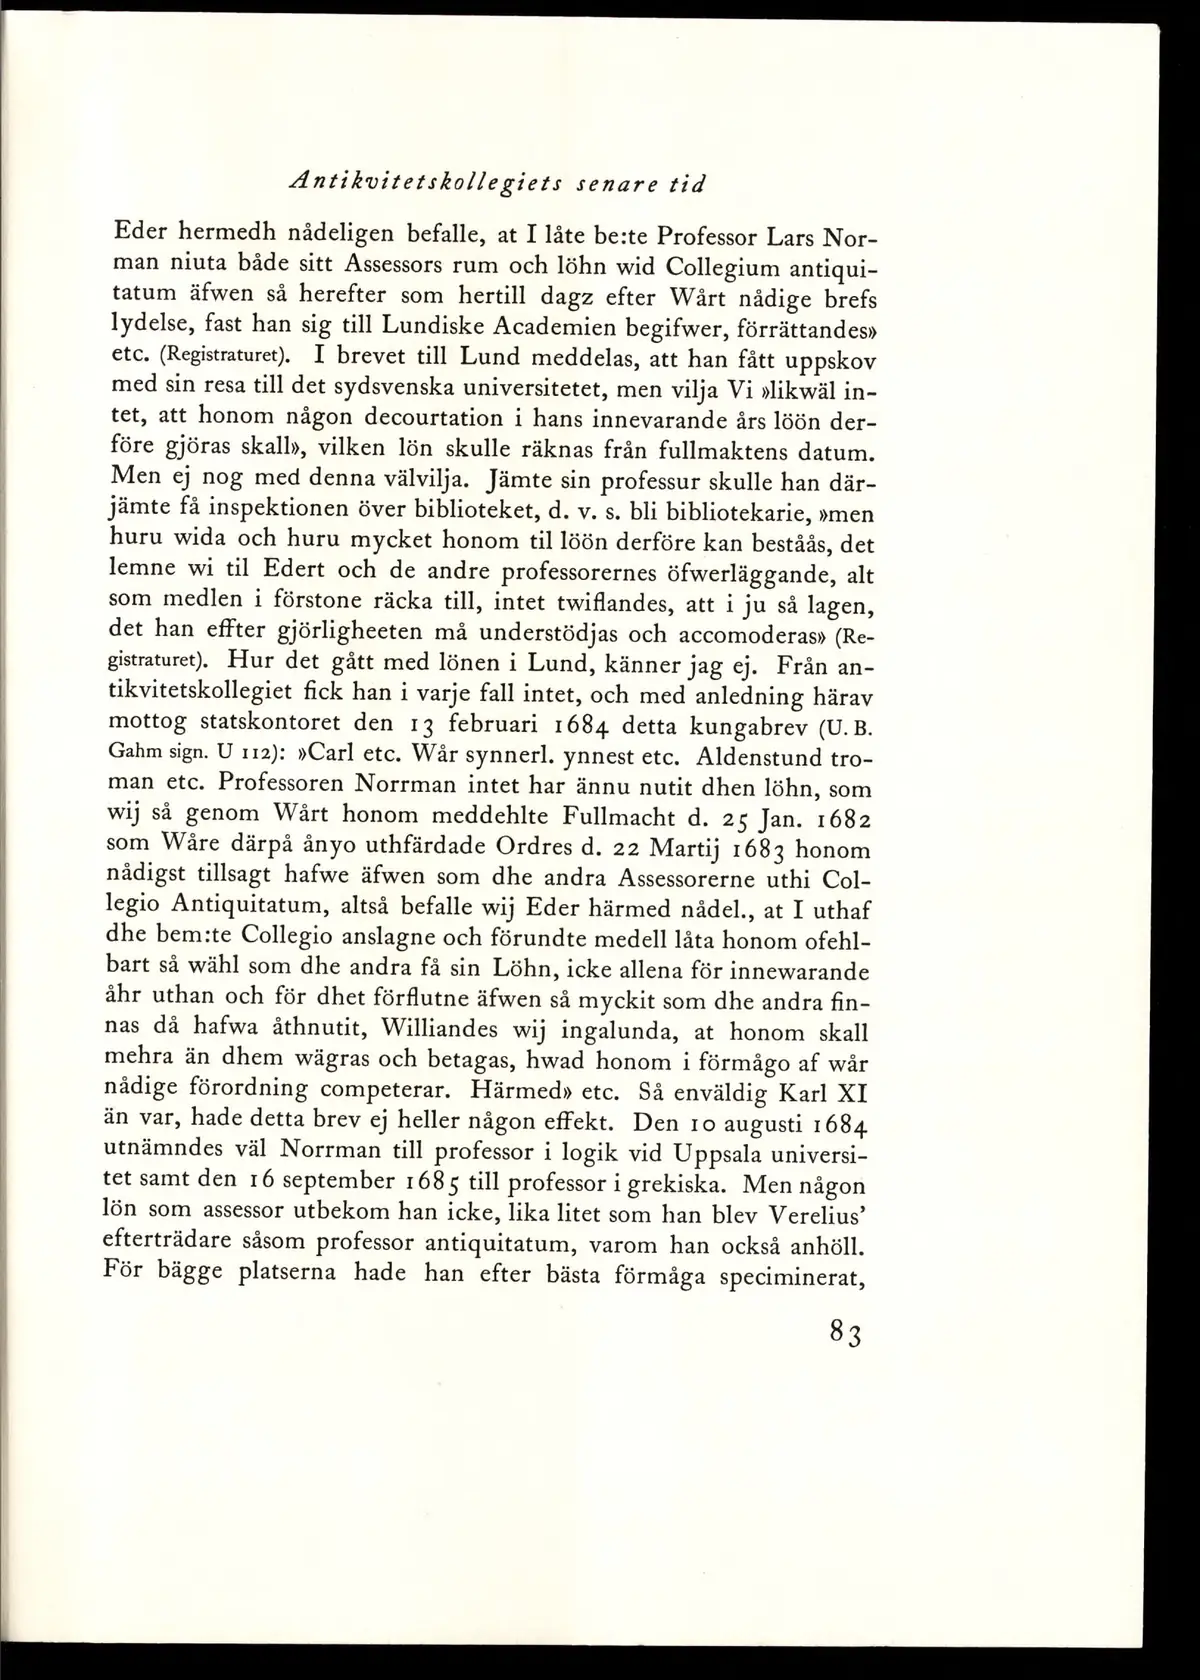 Antikvitetskollegiets senare tid
Eder hermedh nådeligen befalle, at I låte be:te Professor Lars Nor-
man niuta både sitt Assessors rum och löhn wid Collegium antiqui-
tatum äfwen så herefter som hertill dagz efter Wårt nådige brefs
lydelse, fast han sig till Lundiske Academien begifwer, förrättandes»
etc. (Registraturet). I brevet till Lund meddelas, att han fått uppskov
med sin resa till det sydsvenska universitetet, men vilja Vi »likwäl in-
tet, att honom någon decourtation i hans innevarande års löön der-
före gjöras skall», vilken lön skulle räknas från fullmaktens datum.
Men ej nog med denna välvilja. Jämte sin professur skulle han där-
jämte få inspektionen över biblioteket, d. v. s. bli bibliotekarie, »men
huru wida och huru mycket honom til löön derföre kan beståås, det
lemne wi til Edert och de andre professorernes öfwerläggande, alt
som medlen i förstone räcka till, intet twiflandes, att i ju så lagen,
det han effter gjörligheeten må understödjas och accomoderas» (Re-
gistraturet). Hur det gått med lönen i Lund, känner jag ej. Från an-
tikvitetskollegiet fick han i varje fall intet, och med anledning härav
mottog statskontoret den 13 februari 1684 detta kungabrev (U. B.
Gahm sign. U 112): »Carl etc. Wår synnerl. ynnest etc. Aldenstund tro-
man etc. Professoren Norrman intet har ännu nutit dhen löhn, som
wij så genom Wårt honom meddehlte Fullmacht d. 25 Jan. 1682
som Wåre därpå ånyo uthfärdade Ordres d. 22 Martij 1683 honom
nådigst tillsagt hafwe äfwen som dhe andra Assessorerne uthi Col-
legio Antiquitatum, altså befalle wij Eder härmed nådel., at I uthaf
dhe bem:te Collegio anslagne och förundte medell låta honom ofehl-
bart så wähl som dhe andra få sin Löhn, icke allena för innewarande
åhr uthan och för dhet förflutne äfwen så myckit som dhe andra fin-
nas då hafwa åthnutit, Williandes wij ingalunda, at honom skall
mehra än dhem wägras och betagas, hwad honom i förmågo af wår
nådige förordning competerar. Härmed» etc. Så enväldig Karl XI
än var, hade detta brev ej heller någon effekt. Den 10 augusti 1684
utnämndes väl Norrman till professor i logik vid Uppsala universi-
tet samt den 16 september 1685 till professor i grekiska. Men någon
lön som assessor utbekom han icke, lika litet som han blev Verelius'
efterträdare såsom professor antiquitatum, varom han också anhöll.
För bägge platserna hade han efter bästa förmåga speciminerat,
83